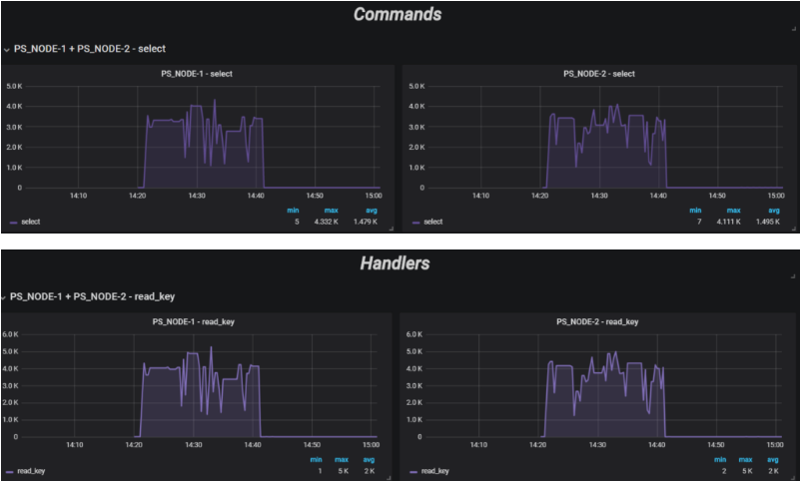 Commands
PS_NODE-1 + PS_NODE-2 - select
PS_NODE-1 - select
5.0 K
4.0 K
3.0 K
2.0 K
1.0 K
0
14:10 14:20 14:30 14:40 14:50 15:00
min max avg
select 5 4.332 K 1.479 K
PS_NODE-2 - select
5.0 K
4.0 K
3.0 K
2.0 K
1.0 K
0
14:10 14:20 14:30 14:40 14:50 15:00
min max avg
select 7 4.111 K 1.495 K
Handlers
PS_NODE-1 + PS_NODE-2 - read_key
PS_NODE-1 - read_key
6.0 K
5.0 K
4.0 K
3.0 K
2.0 K
1.0 K
0
14:10 14:20 14:30 14:40 14:50 15:00
min max avg
read_key 1 5 K 2 K
PS_NODE-2 - read_key
6.0 K
5.0 K
4.0 K
3.0 K
2.0 K
1.0 K
0
14:10 14:20 14:30 14:40 14:50 15:00
min max avg
read_key 2 5 K 2 K